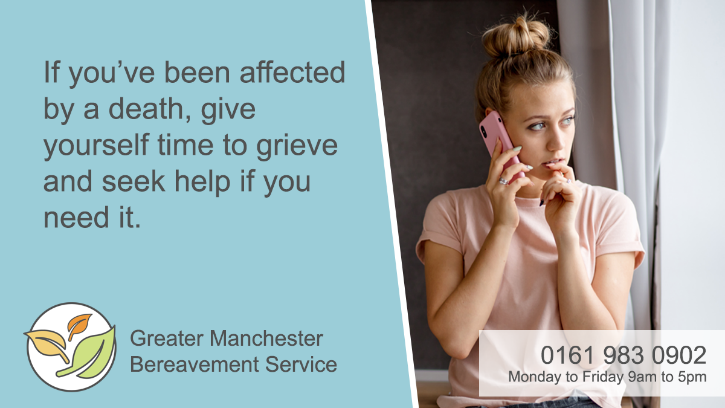 If you’ve been affected
by a death, give
yourself time to grieve
and seek help if you
need it.
Greater Manchester
Bereavement Service
0161 983 0902
Monday to Friday 9am to 5pm